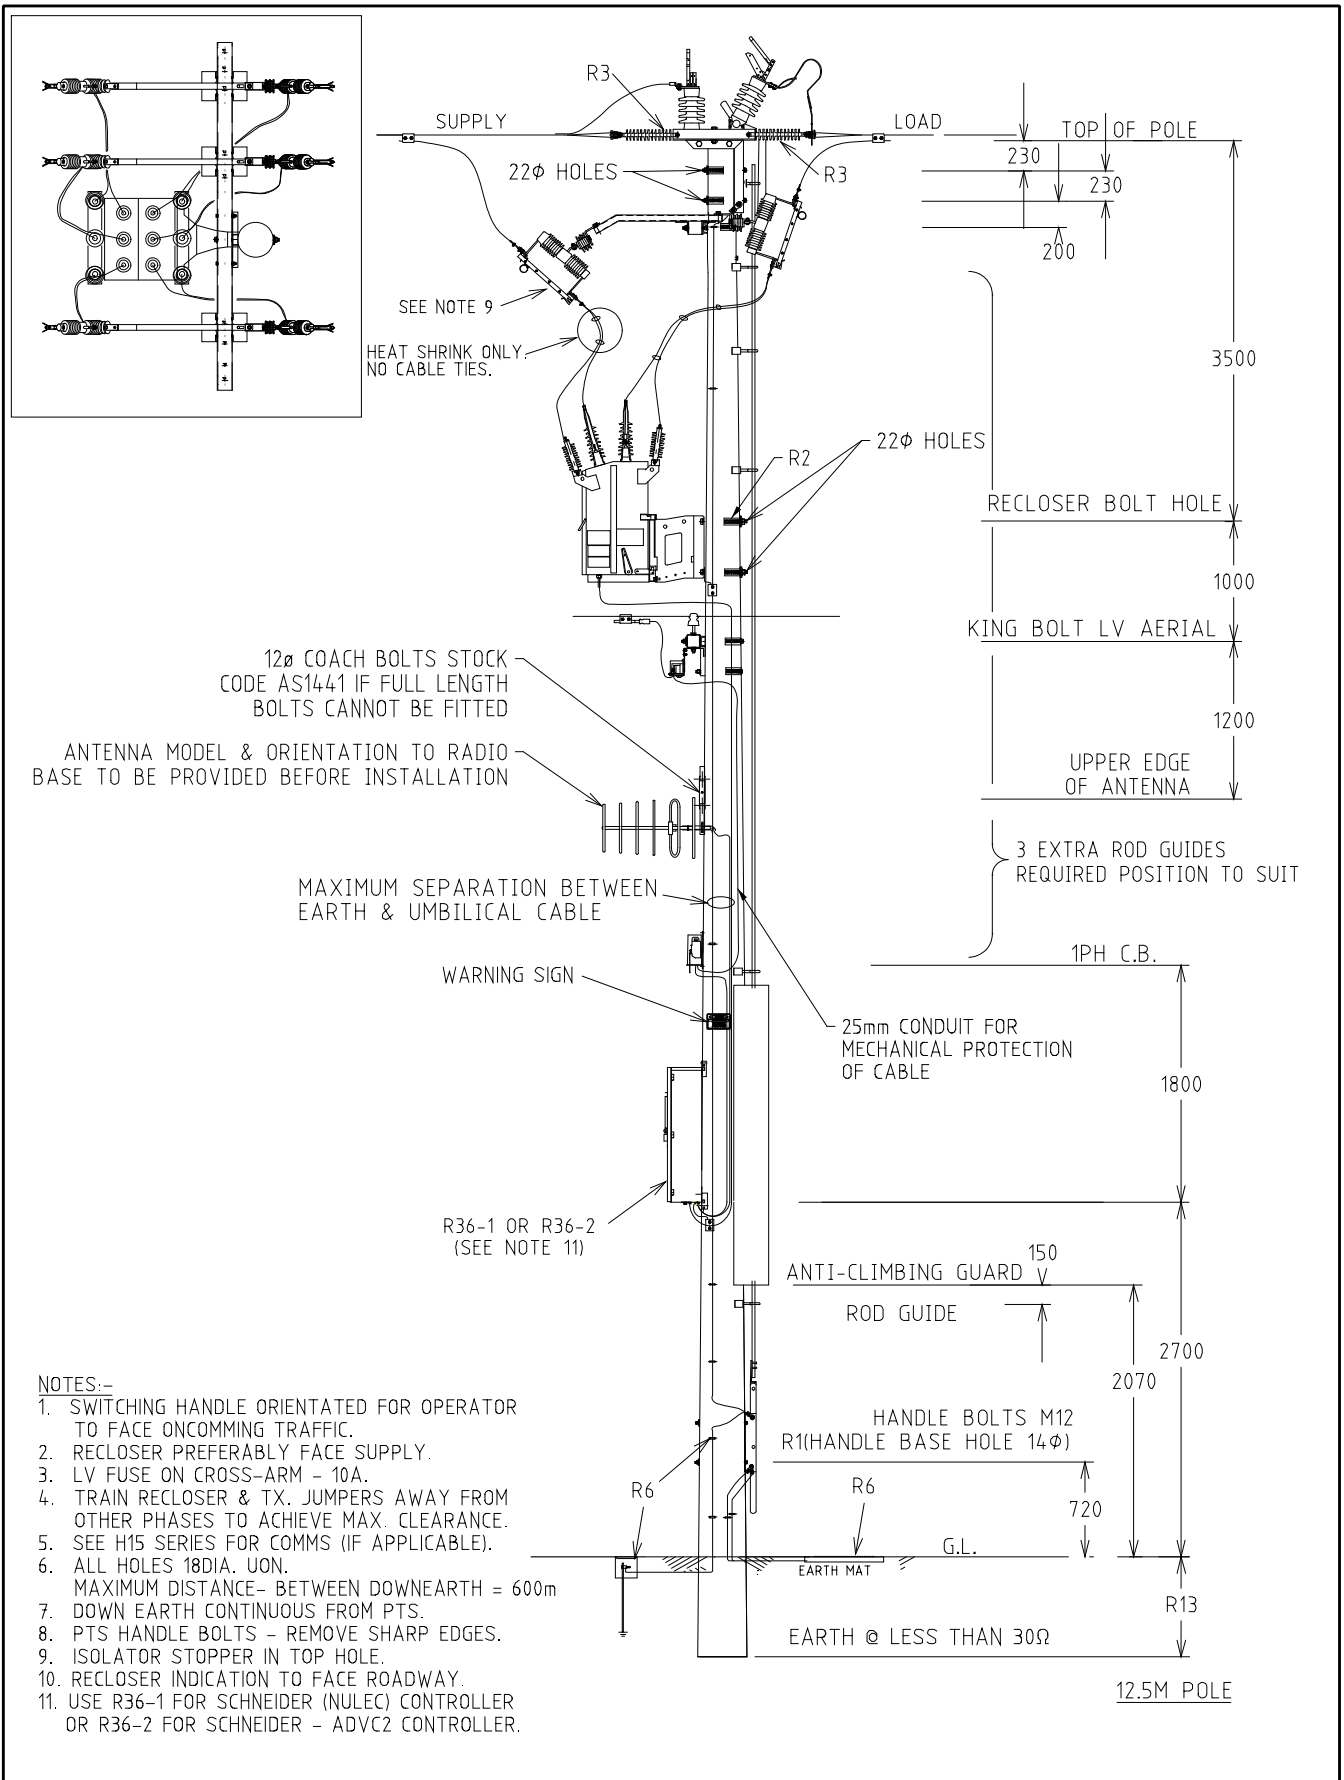 R3
SUPPLY
LOAD
TOP OF POLE
230
22ϕ HOLES
R3
230
200
SEE NOTE 9
HEAT SHRINK ONLY.
NO CABLE TIES.
3500
22ϕ HOLES
R2
RECLOSER BOLT HOLE
1000
KING BOLT LV AERIAL
12ø COACH BOLTS STOCK
CODE AS1441 IF FULL LENGTH
BOLTS CANNOT BE FITTED
1200
ANTENNA MODEL & ORIENTATION TO RADIO
BASE TO BE PROVIDED BEFORE INSTALLATION
UPPER EDGE
OF ANTENNA
3 EXTRA ROD GUIDES
REQUIRED POSITION TO SUIT
MAXIMUM SEPARATION BETWEEN
EARTH & UMBILICAL CABLE
1PH C.B.
WARNING SIGN
25mm CONDUIT FOR
MECHANICAL PROTECTION
OF CABLE
1800
R36-1 OR R36-2
(SEE NOTE 11)
150
ANTI-CLIMBING GUARD
ROD GUIDE
2700
2070
HANDLE BOLTS M12
R1(HANDLE BASE HOLE 14ϕ)
R6
R6
720
G.L.
EARTH MAT
R13
EARTH @ LESS THAN 30Ω
12.5M POLE
NOTES:-
1. SWITCHING HANDLE ORIENTATED FOR OPERATOR
TO FACE ONCOMMING TRAFFIC.
2. RECLOSER PREFERABLY FACE SUPPLY.
3. LV FUSE ON CROSS-ARM - 10A.
4. TRAIN RECLOSER & TX. JUMPERS AWAY FROM
OTHER PHASES TO ACHIEVE MAX. CLEARANCE.
5. SEE H15 SERIES FOR COMMS (IF APPLICABLE).
6. ALL HOLES 18DIA. UON.
MAXIMUM DISTANCE- BETWEEN DOWNEARTH = 600m
7. DOWN EARTH CONTINUOUS FROM PTS.
8. PTS HANDLE BOLTS - REMOVE SHARP EDGES.
9. ISOLATOR STOPPER IN TOP HOLE.
10. RECLOSER INDICATION TO FACE ROADWAY.
11. USE R36-1 FOR SCHNEIDER (NULEC) CONTROLLER
OR R36-2 FOR SCHNEIDER - ADVC2 CONTROLLER.